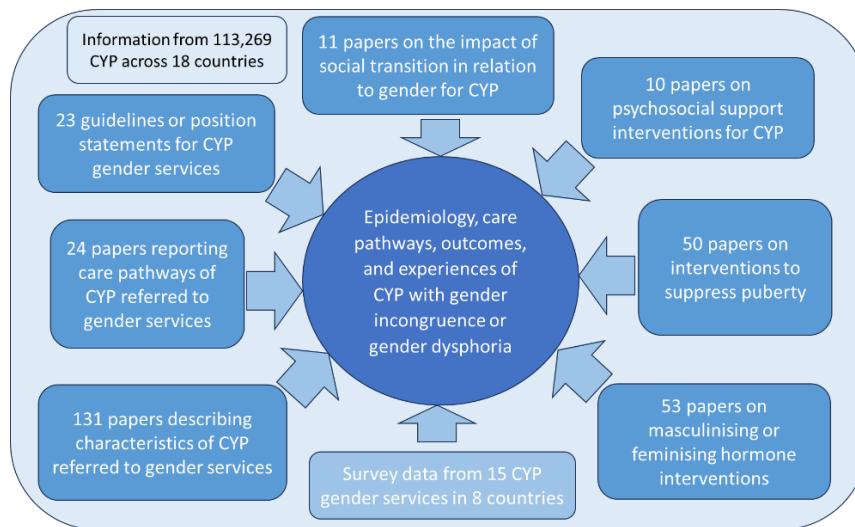 Information from 113,269
CYP across 18 countries
11 papers on the impact of
social transition in relation
to gender for CYP
10 papers on
psychosocial support
interventions for CYP
23 guidelines or position
statements for CYP
gender services
24 papers reporting
care pathways of
CYP referred to
gender services
Epidemiology, care
pathways, outcomes,
and experiences of
CYP with gender
incongruence or
gender dysphoria
50 papers on
interventions to
suppress puberty
131 papers describing
characteristics of CYP
referred to gender services
Survey data from 15 CYP
gender services in 8 countries
53 papers on
masculinising or
feminising hormone
interventions